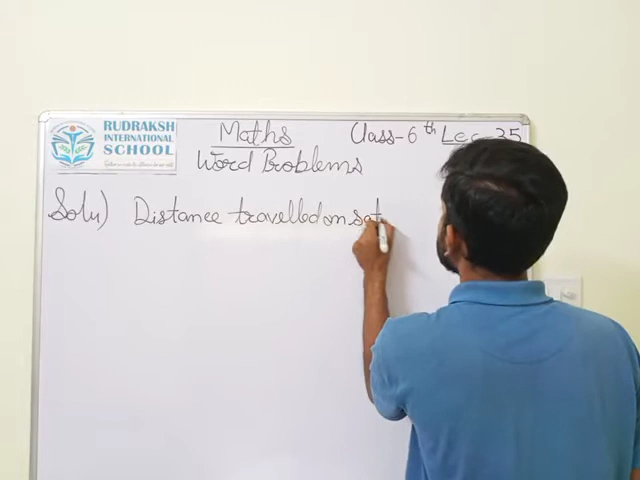 RUDRAKSH
INTERNATIONAL
SCHOOL
Maths
Class-6th Lec-35
Word Problems
Solu) Distance travelled on sat